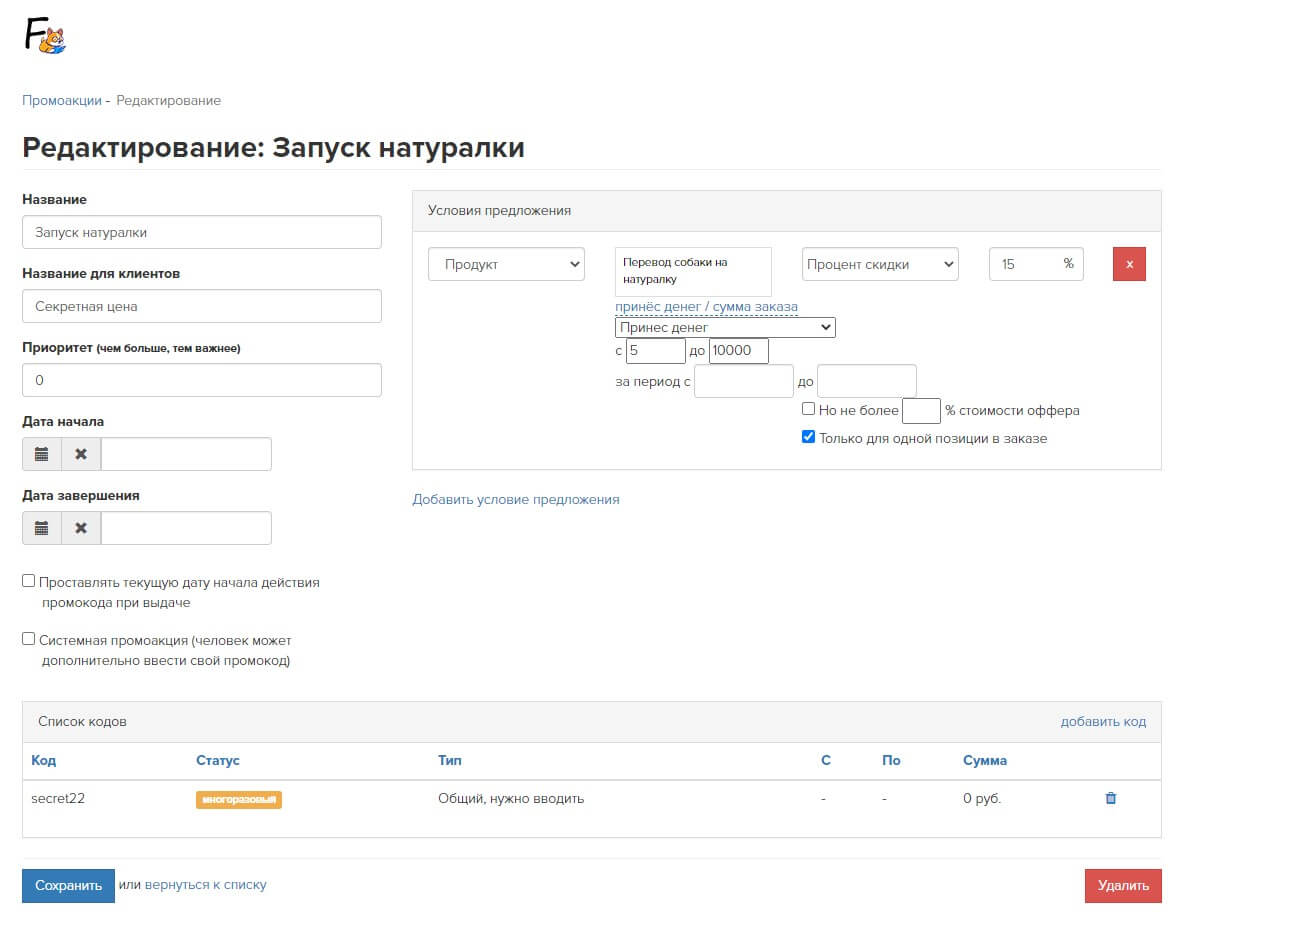 F
Промоакции - Редактирование
Редактирование: Запуск натуралки
Название
Запуск натуралки
Название для клиентов
Секретная цена
Приоритет (чем больше, тем важнее)
0
Дата начала
Дата завершения
Проставлять текущую дату начала действия
промокода при выдаче
Системная промоакция (человек может
дополнительно ввести свой промокод)
Условия предложения
Продукт
Перевод собаки на
натуралку
Процент скидки
15 %
x
принёс денег / сумма заказа
Принес денег
с 5 до 10000
за период с до
Но не более % стоимости оффера
Только для одной позиции в заказе
Добавить условие предложения
Список кодов добавить код
Код Статус Тип С По Сумма
secret22 многоразовый Общий, нужно вводить - - 0 руб.
Сохранить или вернуться к списку Удалить